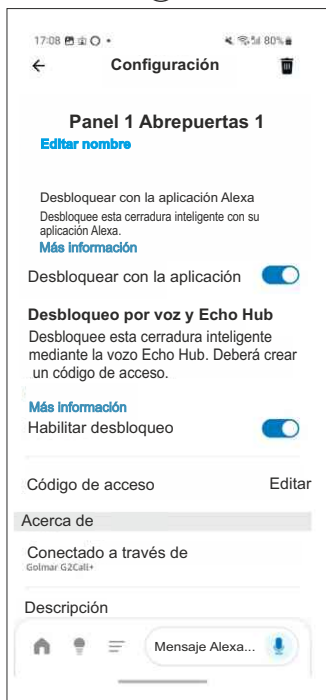 17:08 80%
Configuración
Panel 1 Abrepuertas 1
Editar nombre
Desbloquear con la aplicación Alexa
Desbloquee esta cerradura inteligente con su
aplicación Alexa.
Más información
Desbloquear con la aplicación
Desbloqueo por voz y Echo Hub
Desbloquee esta cerradura inteligente
mediante la vozo Echo Hub. Deberá crear
un código de acceso.
Más información
Habilitar desbloqueo
Código de acceso Editar
Acerca de
Conectado a través de
Golmar G2Call+
Descripción
Mensaje Alexa...